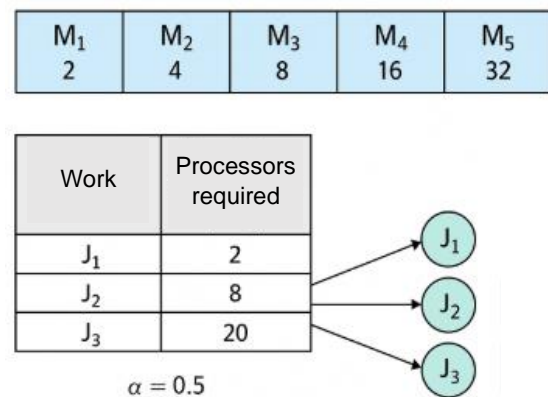 M₁ M₂ M₃ M₄ M₅
2 4 8 16 32
Work Processors required
J₁ 2
J₂ 8
J₃ 20
α = 0.5
J₁
J₂
J₃